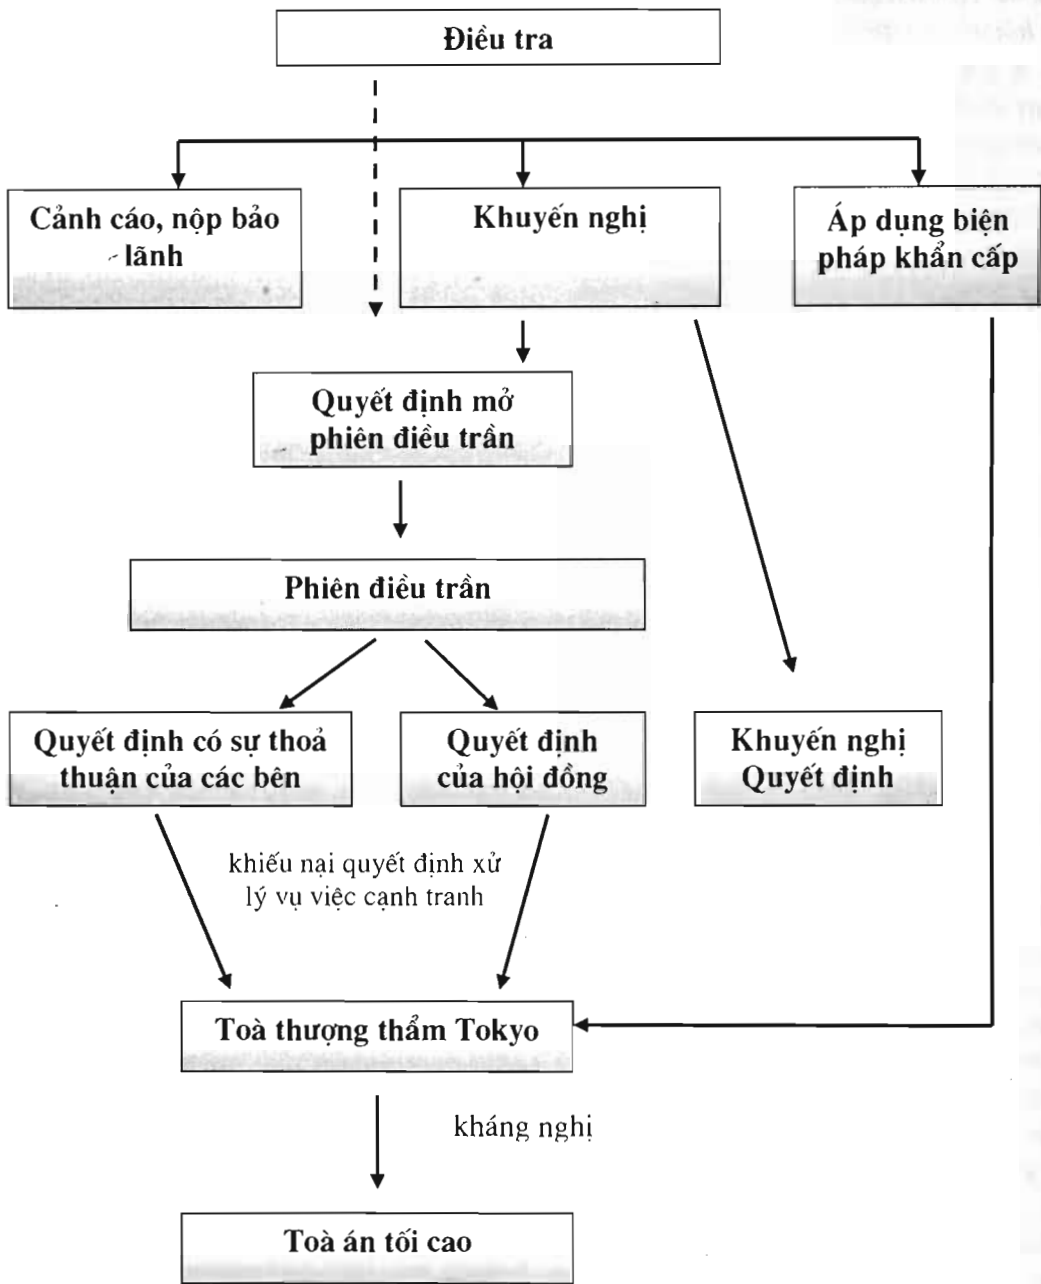 Điều tra
Cảnh cáo, nộp bảo
lãnh
Khuyến nghị
Áp dụng biện
pháp khẩn cấp
Quyết định mở
phiên điều trần
Phiên điều trần
Quyết định có sự thoả
thuận của các bên
Quyết định
của hội đồng
Khuyến nghị
Quyết định
khiếu nại quyết định xử
lý vụ việc cạnh tranh
Toà thượng thẩm Tokyo
kháng nghị
Toà án tối cao